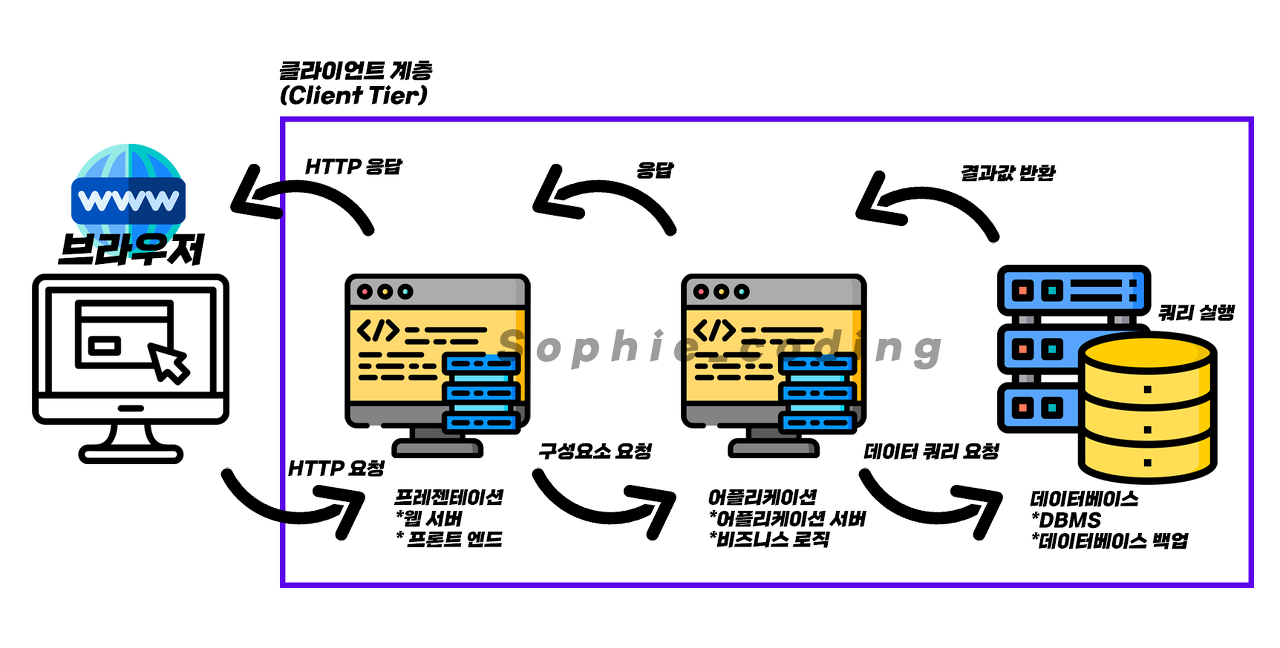 클라이언트 계층
(Client Tier)
HTTP 응답
응답
결과값 반환
www
브라우저
</>
</>
쿼리 실행
Sophie_coding
HTTP 요청
구성요소 요청
데이터 쿼리 요청
프레젠테이션
*웹 서버
* 프론트 엔드
어플리케이션
*어플리케이션 서버
*비즈니스 로직
데이터베이스
*DBMS
*데이터베이스 백업